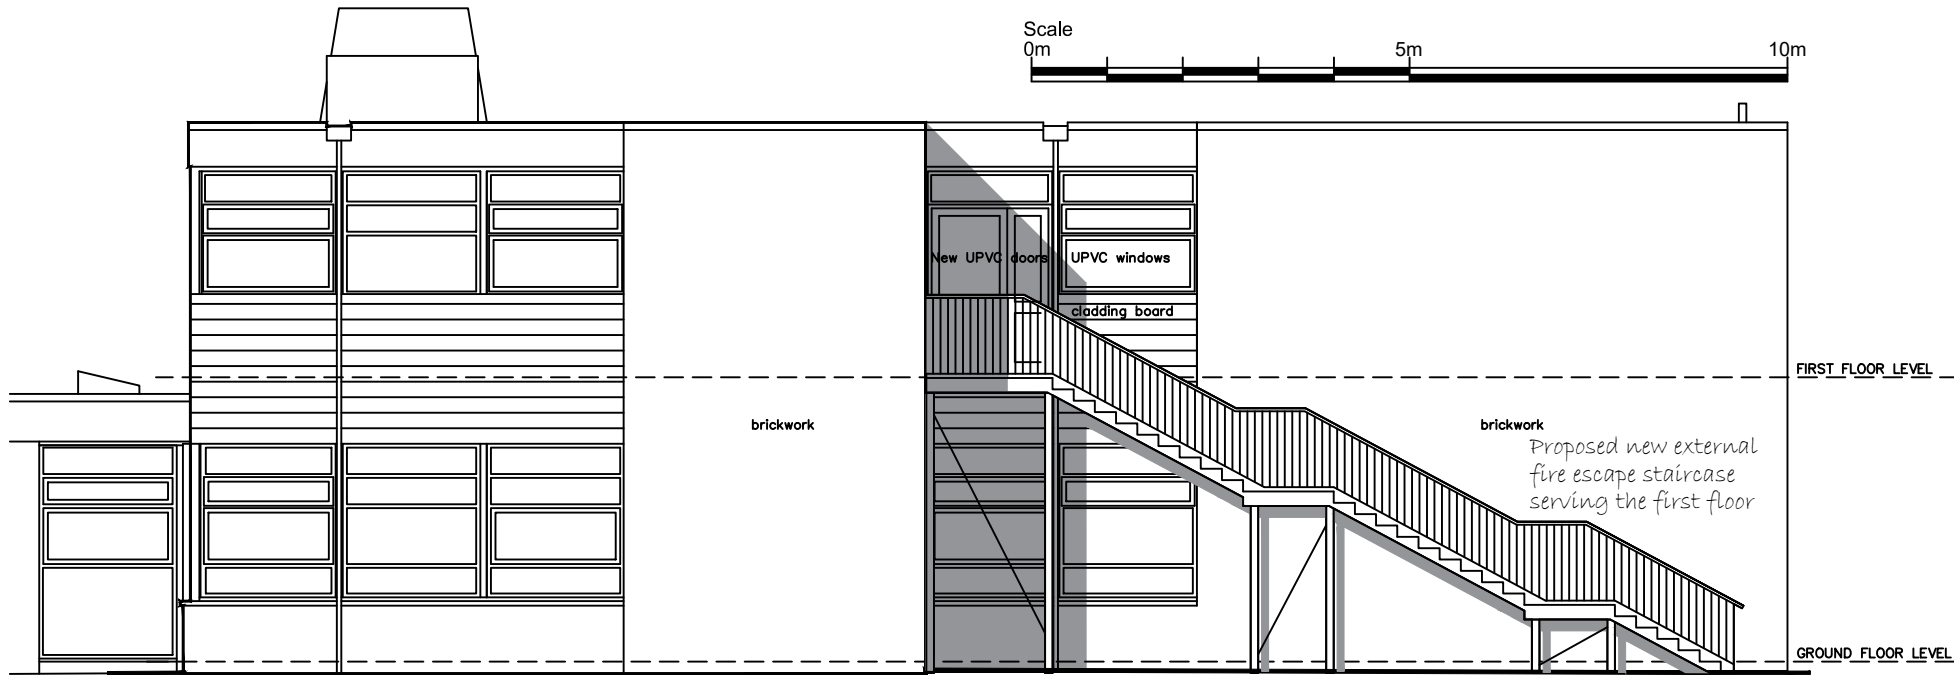 Scale
0m 5m 10m
New UPVC doors UPVC windows
cladding board
FIRST FLOOR LEVEL
brickwork brickwork
Proposed new external
fire escape staircase
serving the first floor
GROUND FLOOR LEVEL